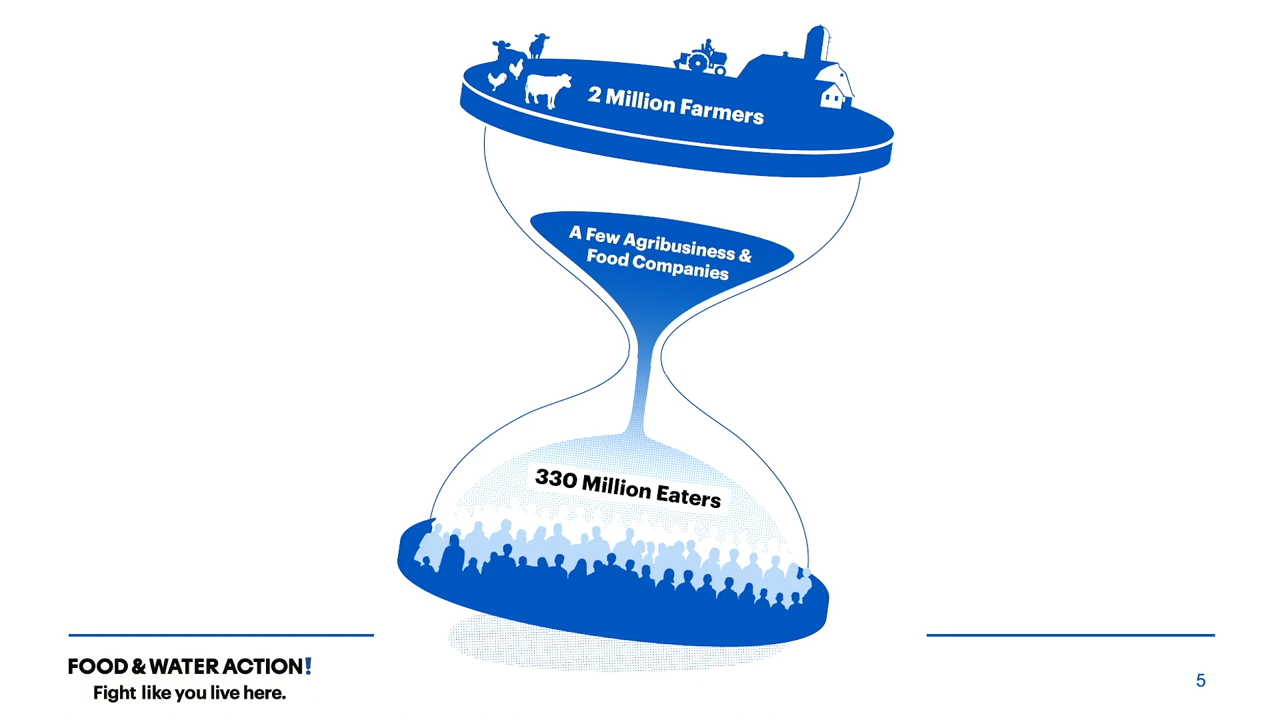 2 Million Farmers
A Few Agribusiness &
Food Companies
330 Million Eaters
FOOD & WATER ACTION!
Fight like you live here.
5